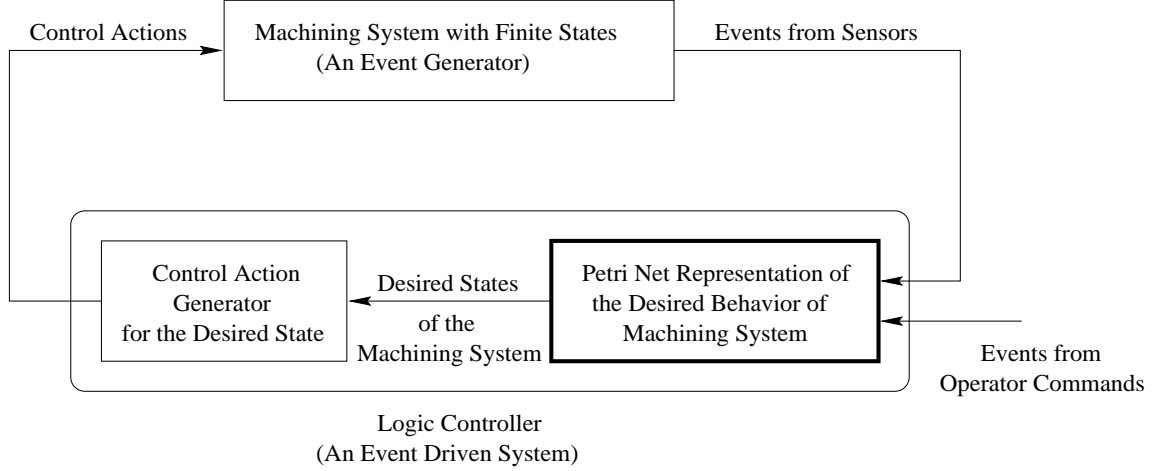 Control Actions
Machining System with Finite States
(An Event Generator)
Events from Sensors
Control Action
Generator
for the Desired State
Desired States
of the
Machining System
Petri Net Representation of
the Desired Behavior of
Machining System
Events from
Operator Commands
Logic Controller
(An Event Driven System)